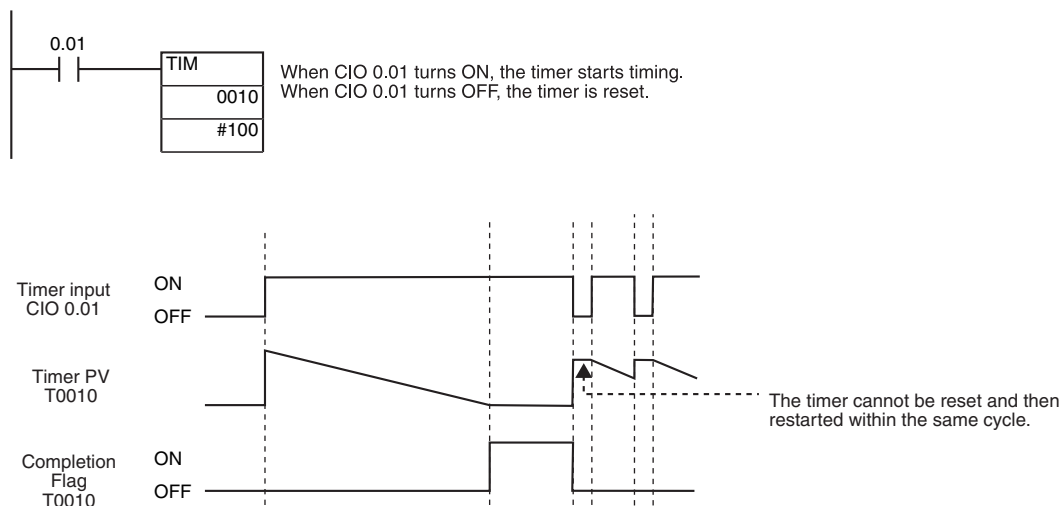 0.01
TIM
0010
#100
When CIO 0.01 turns ON, the timer starts timing.
When CIO 0.01 turns OFF, the timer is reset.
Timer input
CIO 0.01
ON
OFF
Timer PV
T0010
The timer cannot be reset and then
restarted within the same cycle.
Completion
Flag
T0010
ON
OFF